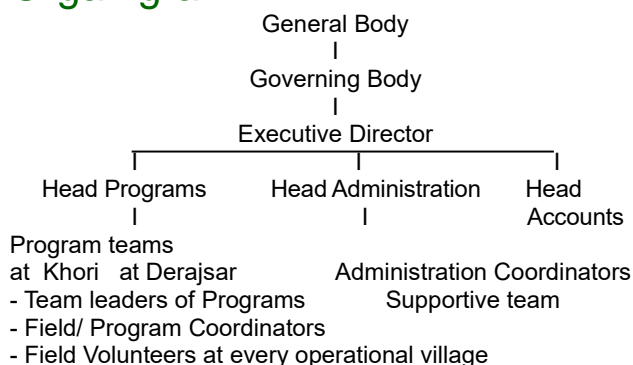 General Body
Governing Body
Executive Director
Head Programs Head Administration Head
Accounts
Program teams
at Khori at Derajsar Administration Coordinators
- Team leaders of Programs Supportive team
- Field/ Program Coordinators
- Field Volunteers at every operational village